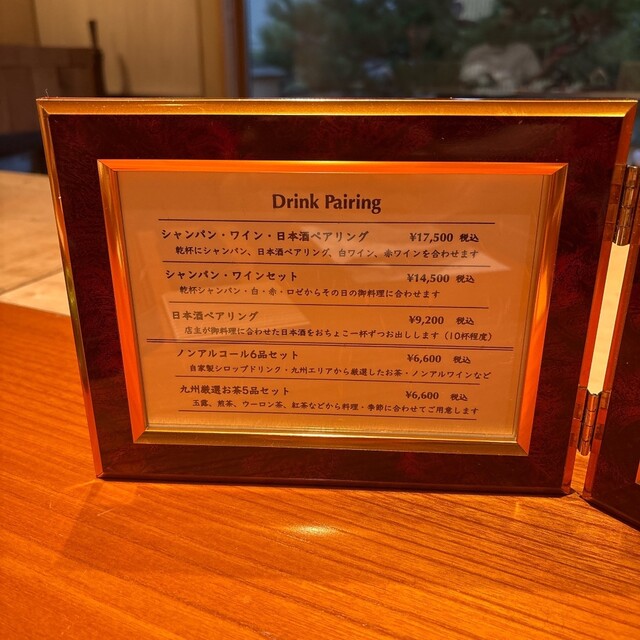 Drink Pairing
シャンパン・ワイン・日本酒ペアリング ¥17,500 税込
乾杯にシャンパン、日本酒ペアリング、白ワイン、赤ワインを合わせます
シャンパン・ワインセット ¥14,500 税込
乾杯シャンパン・白・赤・ロゼからその日の御料理に合わせます
日本酒ペアリング ¥9,200 税込
店主が御料理に合わせた日本酒をおちょこ一杯ずつお出しします（10杯程度）
ノンアルコール6品セット ¥6,600 税込
自家製シロップドリンク・九州エリアから厳選したお茶・ノンアルワインなど
九州厳選お茶5品セット ¥6,600 税込
玉露、煎茶、ウーロン茶、紅茶などから料理・季節に合わせてご用意します